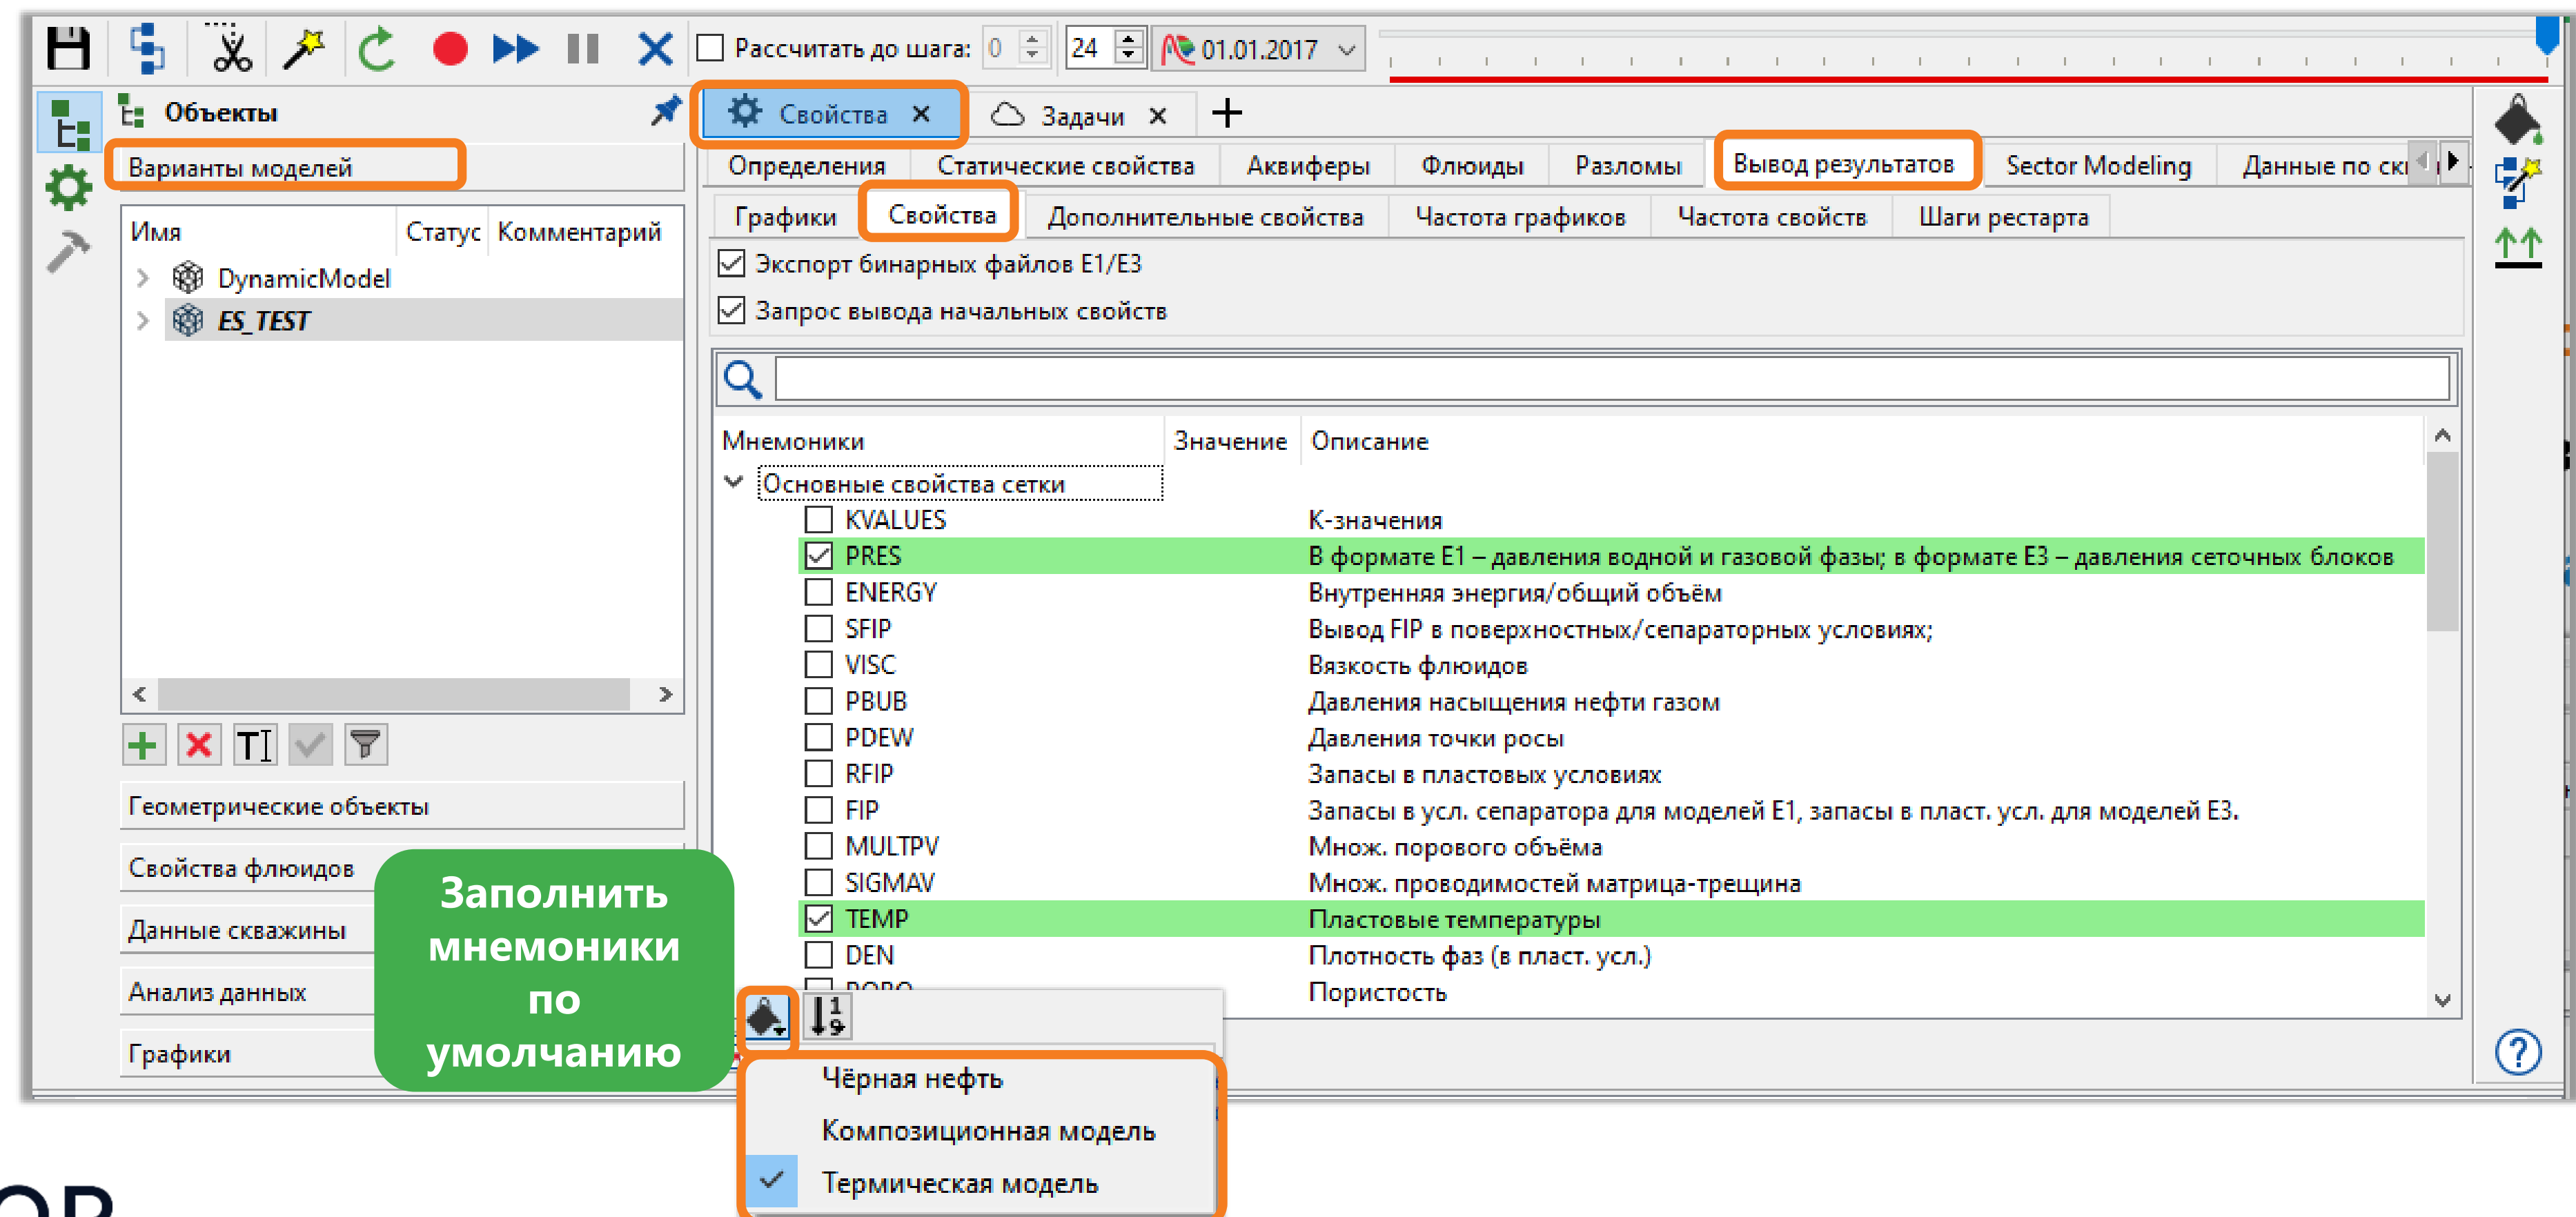 Рассчитать до шага: 0 24 01.01.2017
Объекты
Свойства Задачи
Варианты моделей
Определения Статические свойства Аквиферы Флюиды Разломы Вывод результатов Sector Modeling Данные по
Графики Свойства Дополнительные свойства Частота графиков Частота свойств Шаги рестарта
Имя Статус Комментарий
DynamicModel
ES_TEST
Экспорт бинарных файлов E1/E3
Запрос вывода начальных свойств
Мнемоники Значение Описание
Основные свойства сетки
KVALUES К-значения
PRES В формате E1 – давления водной и газовой фазы; в формате E3 – давления сеточных блоков
ENERGY Внутренняя энергия/общий объём
SFIP Вывод FIP в поверхностных/сепараторных условиях;
VISC Вязкость флюидов
PBUB Давления насыщения нефти газом
PDEW Давления точки росы
RFIP Запасы в пластовых условиях
FIP Запасы в усл. сепаратора для моделей E1, запасы в пласт. усл. для моделей E3.
MULTPV Множ. порового объёма
SIGMAV Множ. проводимостей матрица-трещина
TEMP Пластовые температуры
DEN Плотность фаз (в пласт. усл.)
Пористость
Геометрические объекты
Свойства флюидов
Данные скважины
Анализ данных
Графики
Заполнить
мнемоники
по
умолчанию
Чёрная нефть
Композиционная модель
Термическая модель